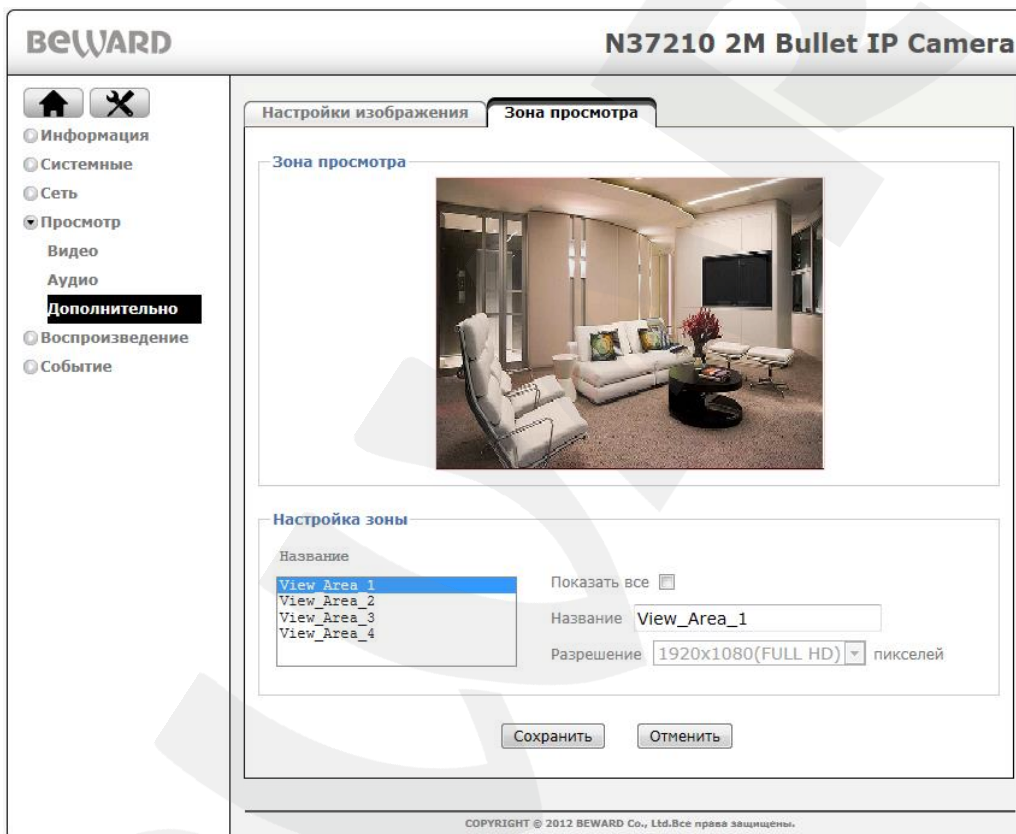 BEWARD
N37210 2M Bullet IP Camera
Информация
Системные
Сеть
Просмотр
Видео
Аудио
Дополнительно
Воспроизведение
Событие
Настройки изображения
Зона просмотра
Зона просмотра
Настройка зоны
Название
View_Area_1
View_Area_2
View_Area_3
View_Area_4
Показать все
Название View_Area_1
Разрешение 1920x1080(FULL HD) пикселей
Сохранить Отменить
COPYRIGHT © 2012 BEWARD Co., Ltd.Все права защищены.